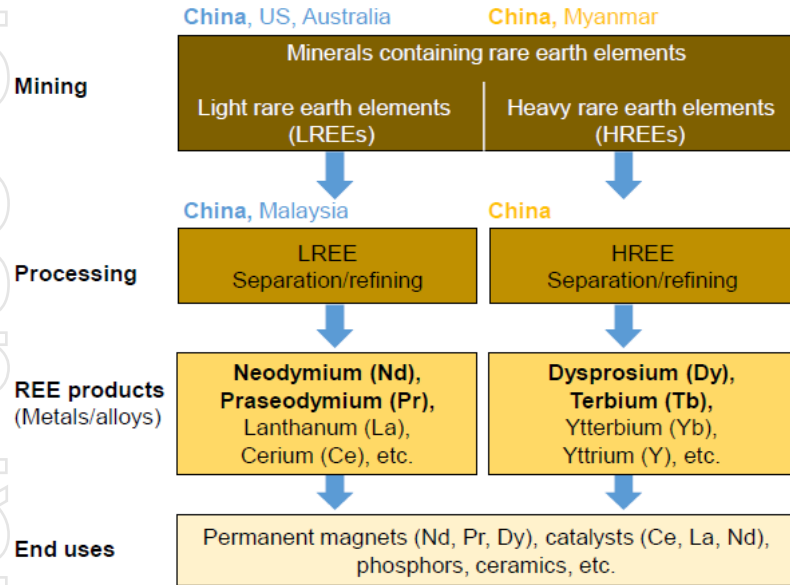 China, US, Australia
China, Myanmar
Mining
Minerals containing rare earth elements
Light rare earth elements
(LREEs)
Heavy rare earth elements
(HREEs)
China, Malaysia
China
Processing
LREE
Separation/refining
HREE
Separation/refining
REE products
(Metals/alloys)
Neodymium (Nd),
Praseodymium (Pr),
Lanthanum (La),
Cerium (Ce), etc.
Dysprosium (Dy),
Terbium (Tb),
Ytterbium (Yb),
Yttrium (Y), etc.
End uses
Permanent magnets (Nd, Pr, Dy), catalysts (Ce, La, Nd),
phosphors, ceramics, etc.